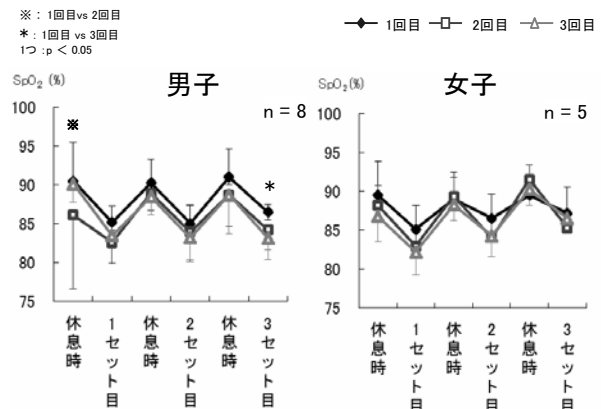 ※ : 1回目vs 2回目
* : 1回目 vs 3回目
1つ :p < 0.05
1回目 2回目 3回目
SpO₂ (%)
男子
n = 8
100
95
90
85
80
75
※
*
休息時
1セット目
休息時
2セット目
休息時
3セット目
SpO₂ (%)
女子
n = 5
100
95
90
85
80
75
休息時
1セット目
休息時
2セット目
休息時
3セット目